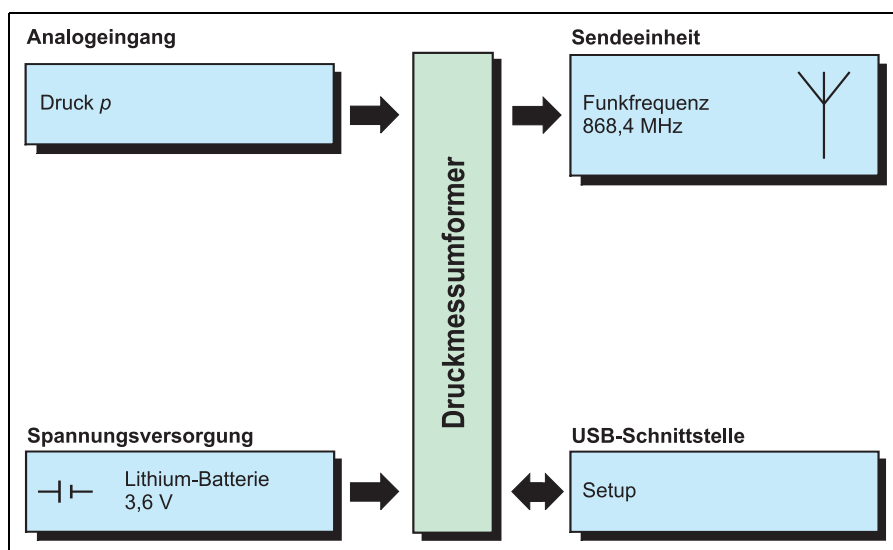 Analogeingang
Druck p
Druckmessumformer
Sendeeinheit
Funkfrequenz
868,4 MHz
Spannungsversorgung
Lithium-Batterie
3,6 V
USB-Schnittstelle
Setup